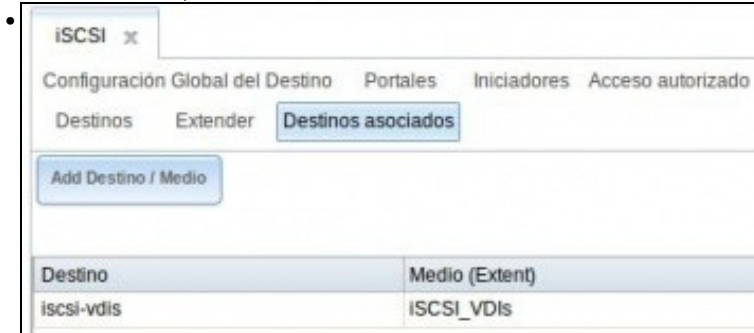 iSCSI x
Configuración Global del Destino Portales Iniciadores Acceso autorizado
Destinos Extender Destinos asociados
Add Destino / Medio
Destino Medio (Extent)
iscsi-vdis iSCSI_VDIs